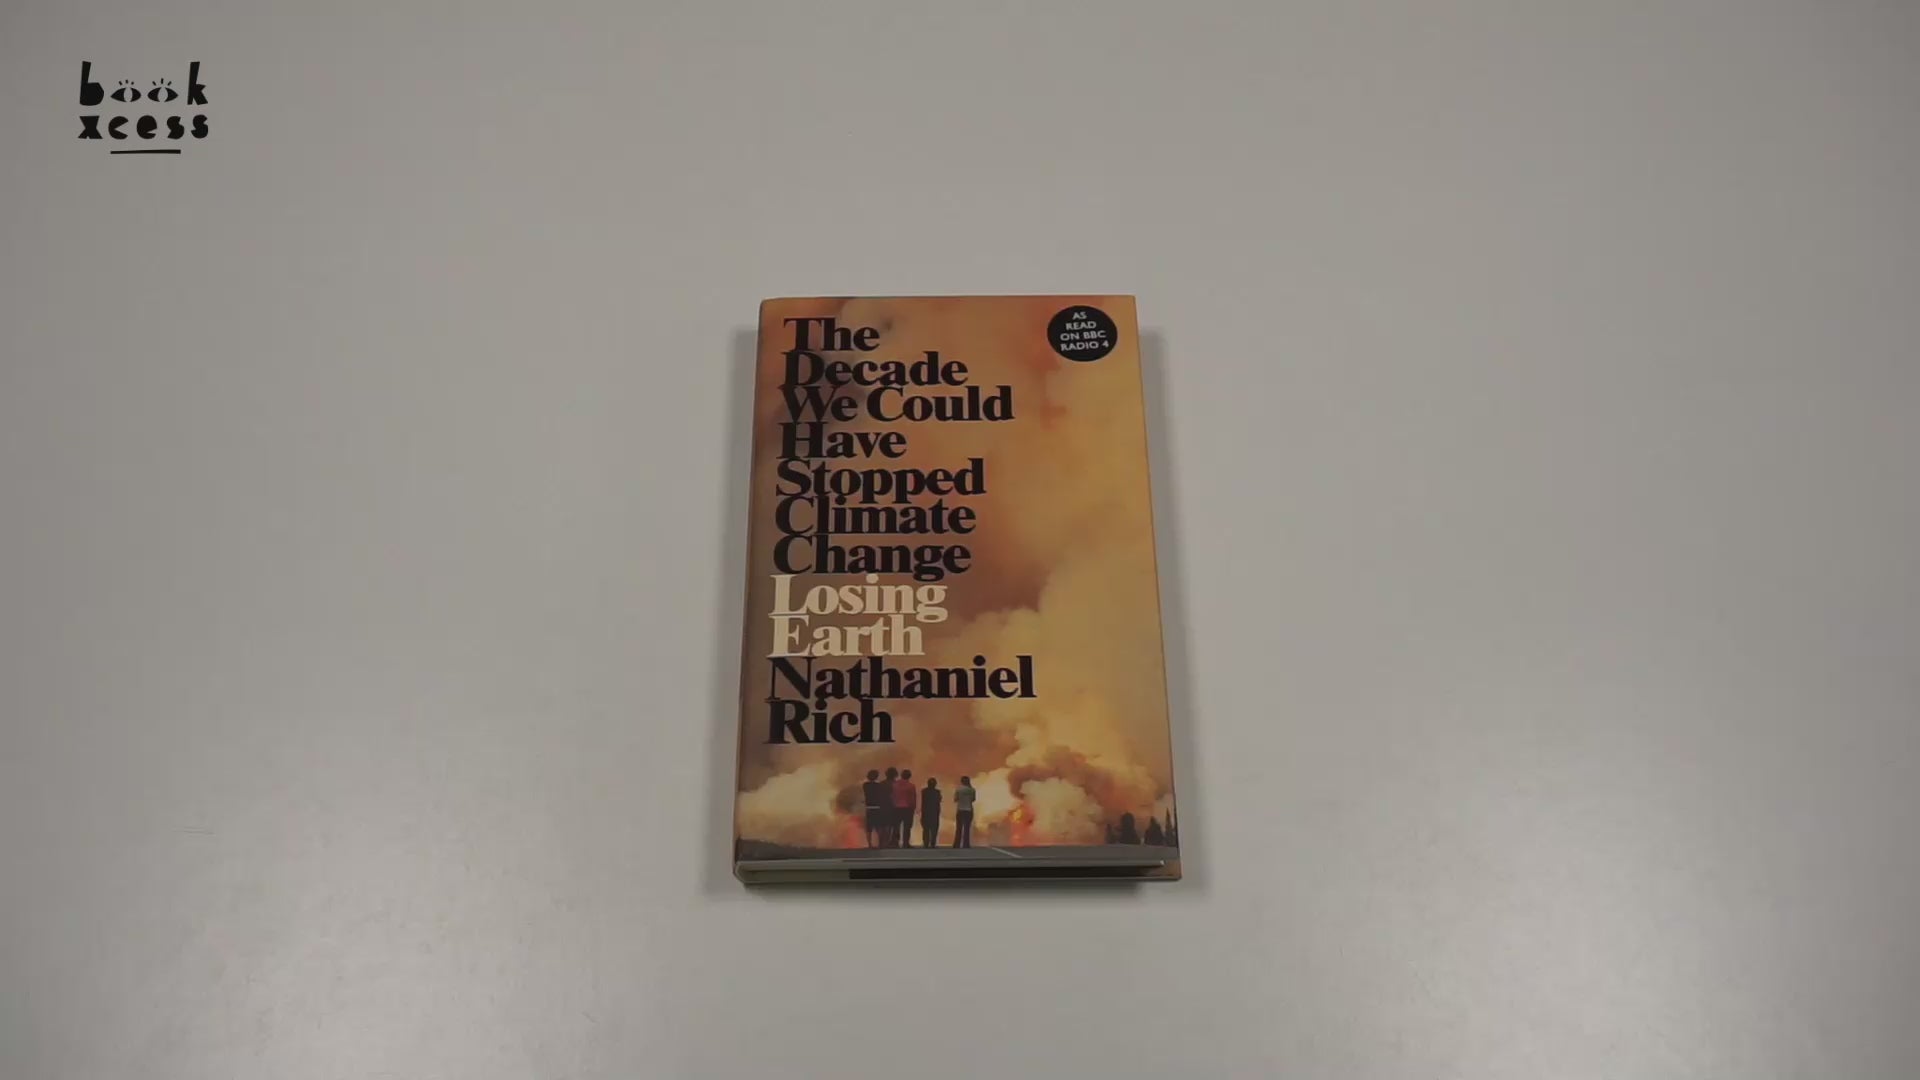 book
xcess
The
Decade
We Could
Have
Stopped
Climate
Change
Losing
Earth
Nathaniel
Rich
AS
READ
ON BBC
RADIO 4